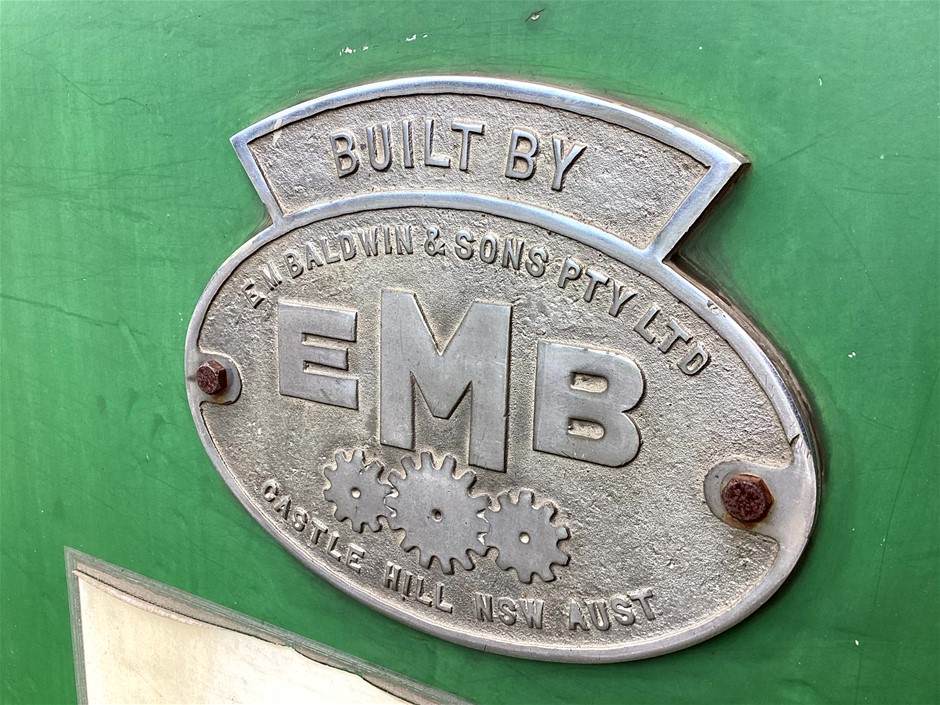 BUILT BY
E.M. BALDWIN & SONS PTY LTD
EMB
CASTLE HILL NSW AUST